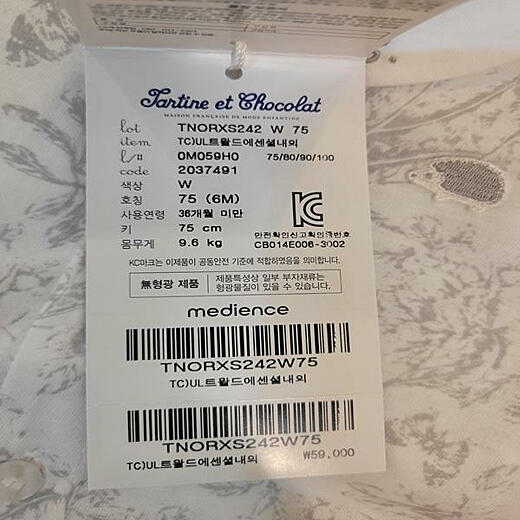 Tartine et Chocolat
MAISON FRANÇAISE DE MODE ENFANTINE
lot TNORXS242 W 75
item TC)UL트왈드에센셜내의
f/# 0M059H0 75/80/90/100
code 2037491
색상 W
호칭 75 (6M)
사용연령 36개월 미만
키 75 cm
몸무게 9.6 kg
안전확인신고확인증번호
CB014E006-3002
KC마크는 이제품이 공동안전 기준에 적합하였음을 의미합니다.
無형광 제품
제품특성상 일부 부자재류는
형광물질이 있을 수 있습니다.
medience
TNORXS242W75
TC)UL트왈드에센셜내의
TNORXS242W75
TC)UL트왈드에센셜내의 ₩59,000